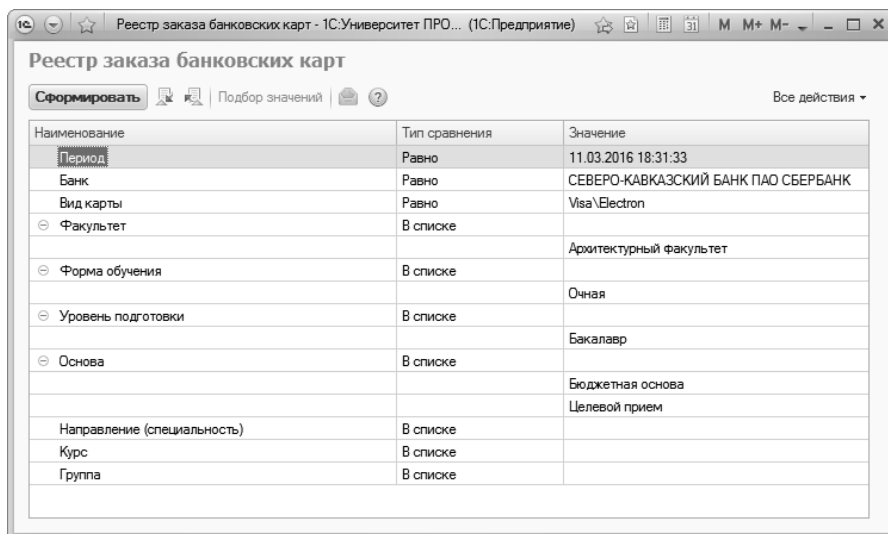 Реестр заказа банковских карт - 1С:Университет ПРО... (1С:Предприятие) 31 M M+ M-
Реестр заказа банковских карт
Сформировать Подбор значений ? Все действия
Наименование Тип сравнения Значение
Период Равно 11.03.2016 18:31:33
Банк Равно СЕВЕРО-КАВКАЗСКИЙ БАНК ПАО СБЕРБАНК
Вид карты Равно Visa\Electron
Факультет В списке
Архитектурный факультет
Форма обучения В списке
Очная
Уровень подготовки В списке
Бакалавр
Основа В списке
Бюджетная основа
Целевой прием
Направление (специальность) В списке
Курс В списке
Группа В списке